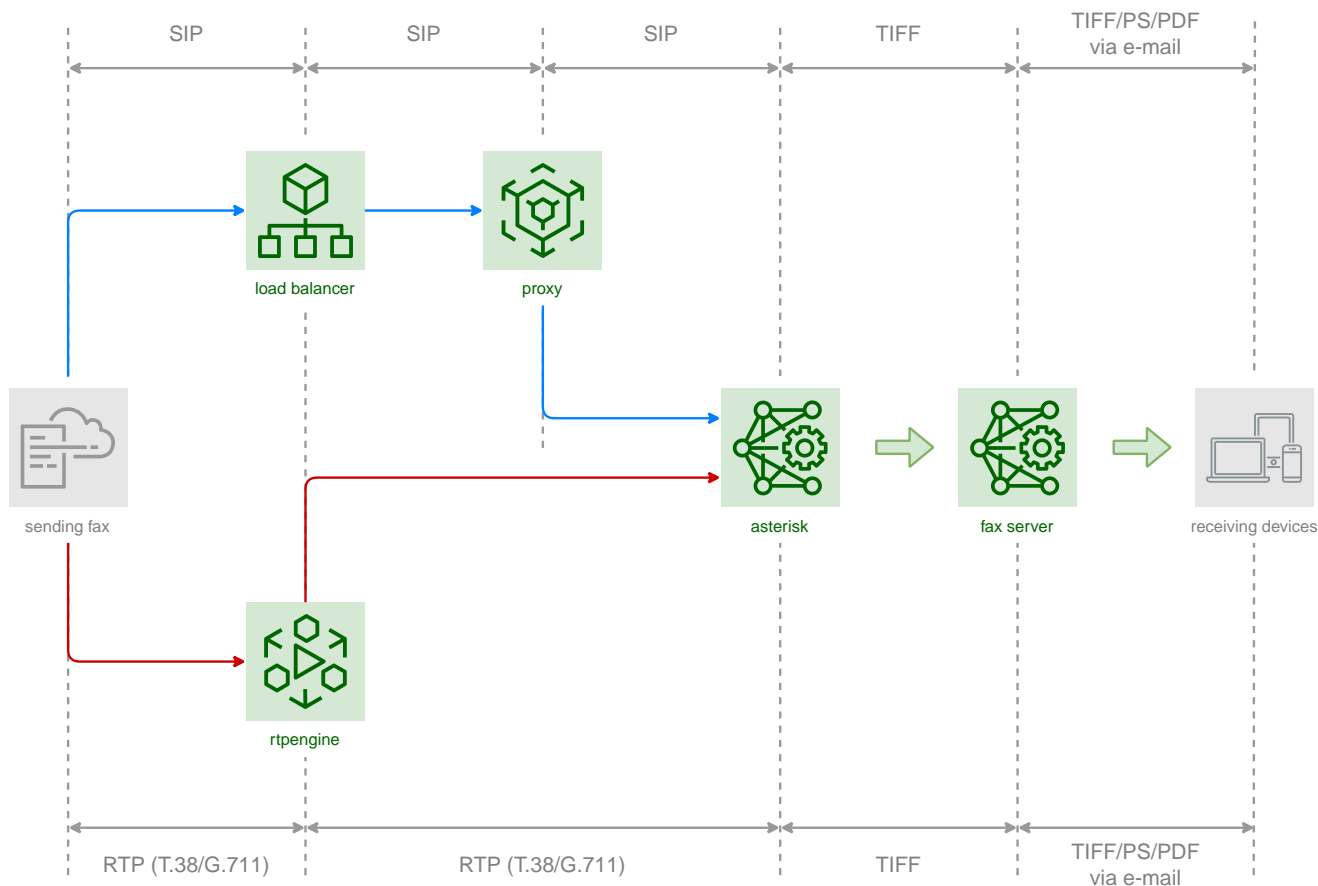 SIP
SIP
SIP
TIFF
TIFF/PS/PDF
via e-mail
load balancer
proxy
sending fax
asterisk
fax server
receiving devices
rtpengine
RTP (T.38/G.711)
RTP (T.38/G.711)
TIFF
TIFF/PS/PDF
via e-mail